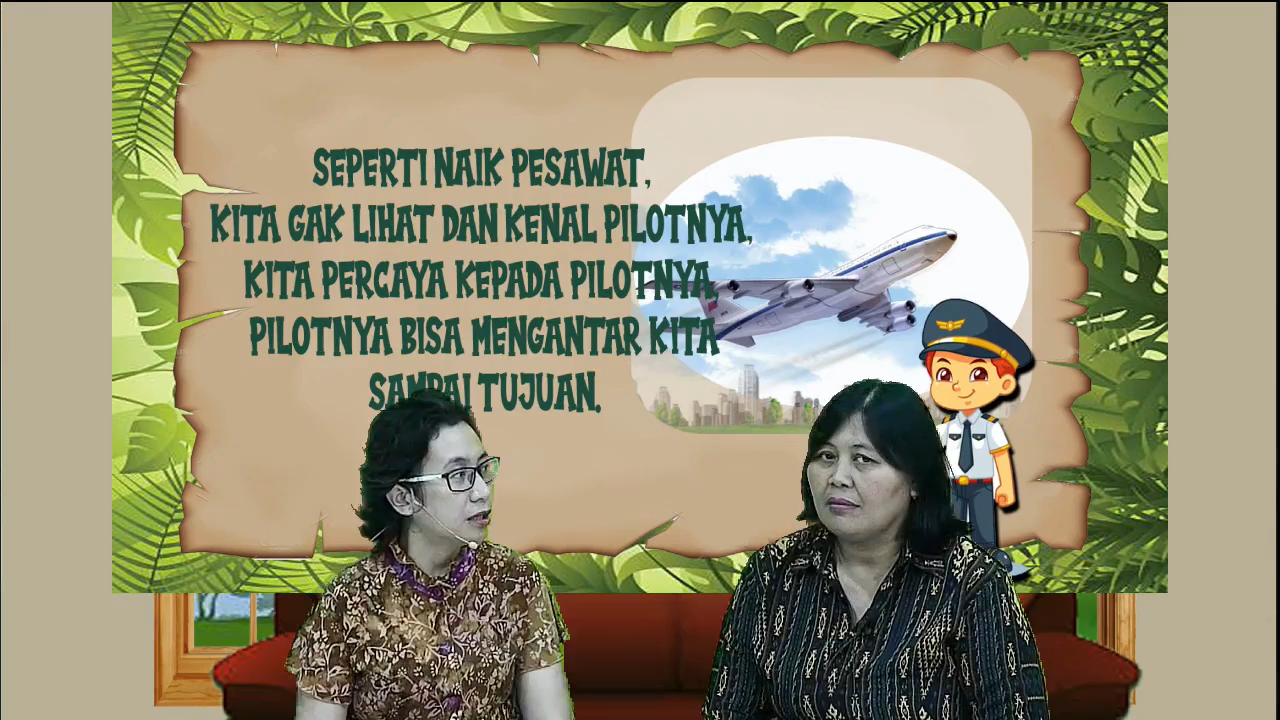 SEPERTI NAIK PESAWAT,
KITA GAK LIHAT DAN KENAL PILOTNYA,
KITA PERCAYA KEPADA PILOTNYA,
PILOTNYA BISA MENGANTAR KITA
SAMPAI TUJUAN.